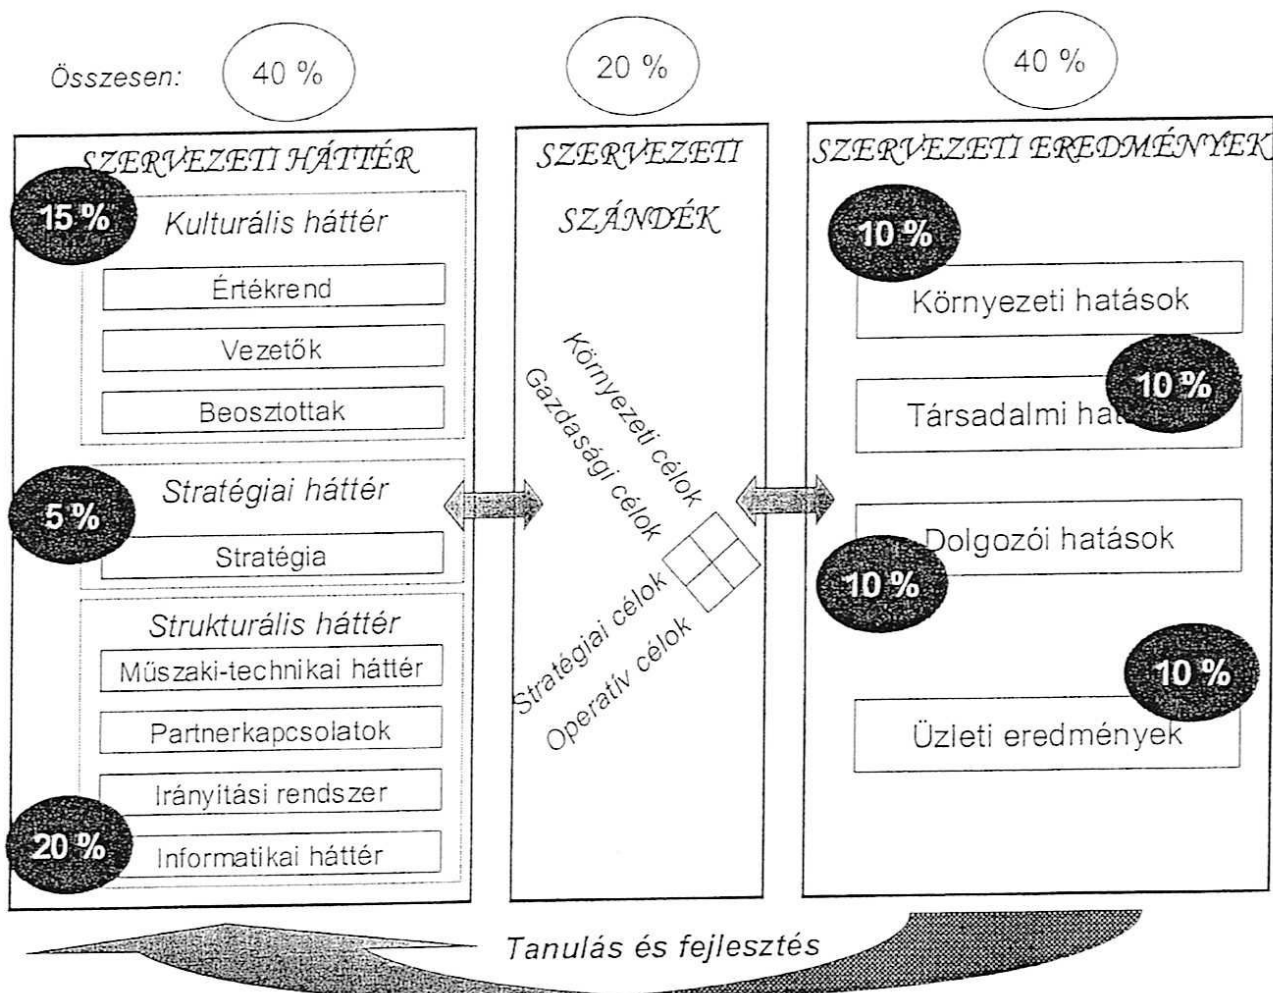 Összesen:
40 %
20 %
40 %
SZERVEZETI HÁTTÉR
15 %
Kulturális háttér
Értékrend
Vezetők
Beosztottak
5 %
Stratégiai háttér
Stratégia
Strukturális háttér
Műszaki-technikai háttér
Partnerkapcsolatok
Irányítási rendszer
20 %
Informatikai háttér
SZERVEZETI
SZÁNDÉK
Környezeti célok
Gazdasági célok
Stratégiai célok
Operatív célok
SZERVEZETI EREDMÉNYEK
10 %
Környezeti hatások
10 %
Társadalmi
Dolgozói hatások
10 %
10 %
Üzleti eredmények
Tanulás és fejlesztés